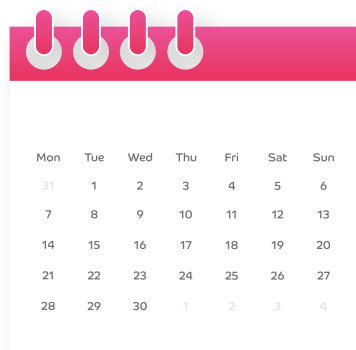 Mon Tue Wed Thu Fri Sat Sun
31 1 2 3 4 5 6
7 8 9 10 11 12 13
14 15 16 17 18 19 20
21 22 23 24 25 26 27
28 29 30 1 2 3 4